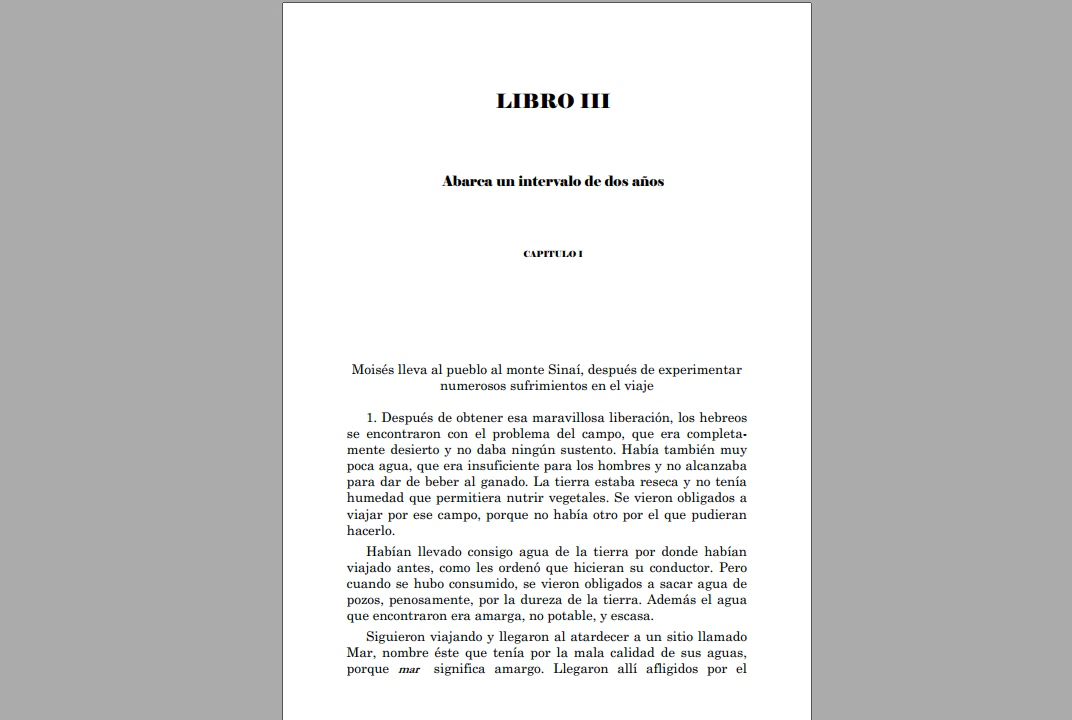 LIBRO III
Abarca un intervalo de dos años
CAPITULO I
Moisés lleva al pueblo al monte Sinaí, después de experimentar
numerosos sufrimientos en el viaje
1. Después de obtener esa maravillosa liberación, los hebreos
se encontraron con el problema del campo, que era completa-
mente desierto y no daba ningún sustento. Había también muy
poca agua, que era insuficiente para los hombres y no alcanzaba
para dar de beber al ganado. La tierra estaba reseca y no tenía
humedad que permitiera nutrir vegetales. Se vieron obligados a
viajar por ese campo, porque no había otro por el que pudieran
hacerlo.
Habían llevado consigo agua de la tierra por donde habían
viajado antes, como les ordenó que hicieran su conductor. Pero
cuando se hubo consumido, se vieron obligados a sacar agua de
pozos, penosamente, por la dureza de la tierra. Además el agua
que encontraron era amarga, no potable, y escasa.
Siguieron viajando y llegaron al atardecer a un sitio llamado
Mar, nombre éste que tenía por la mala calidad de sus aguas,
porque mar significa amargo. Llegaron allí afligidos por el